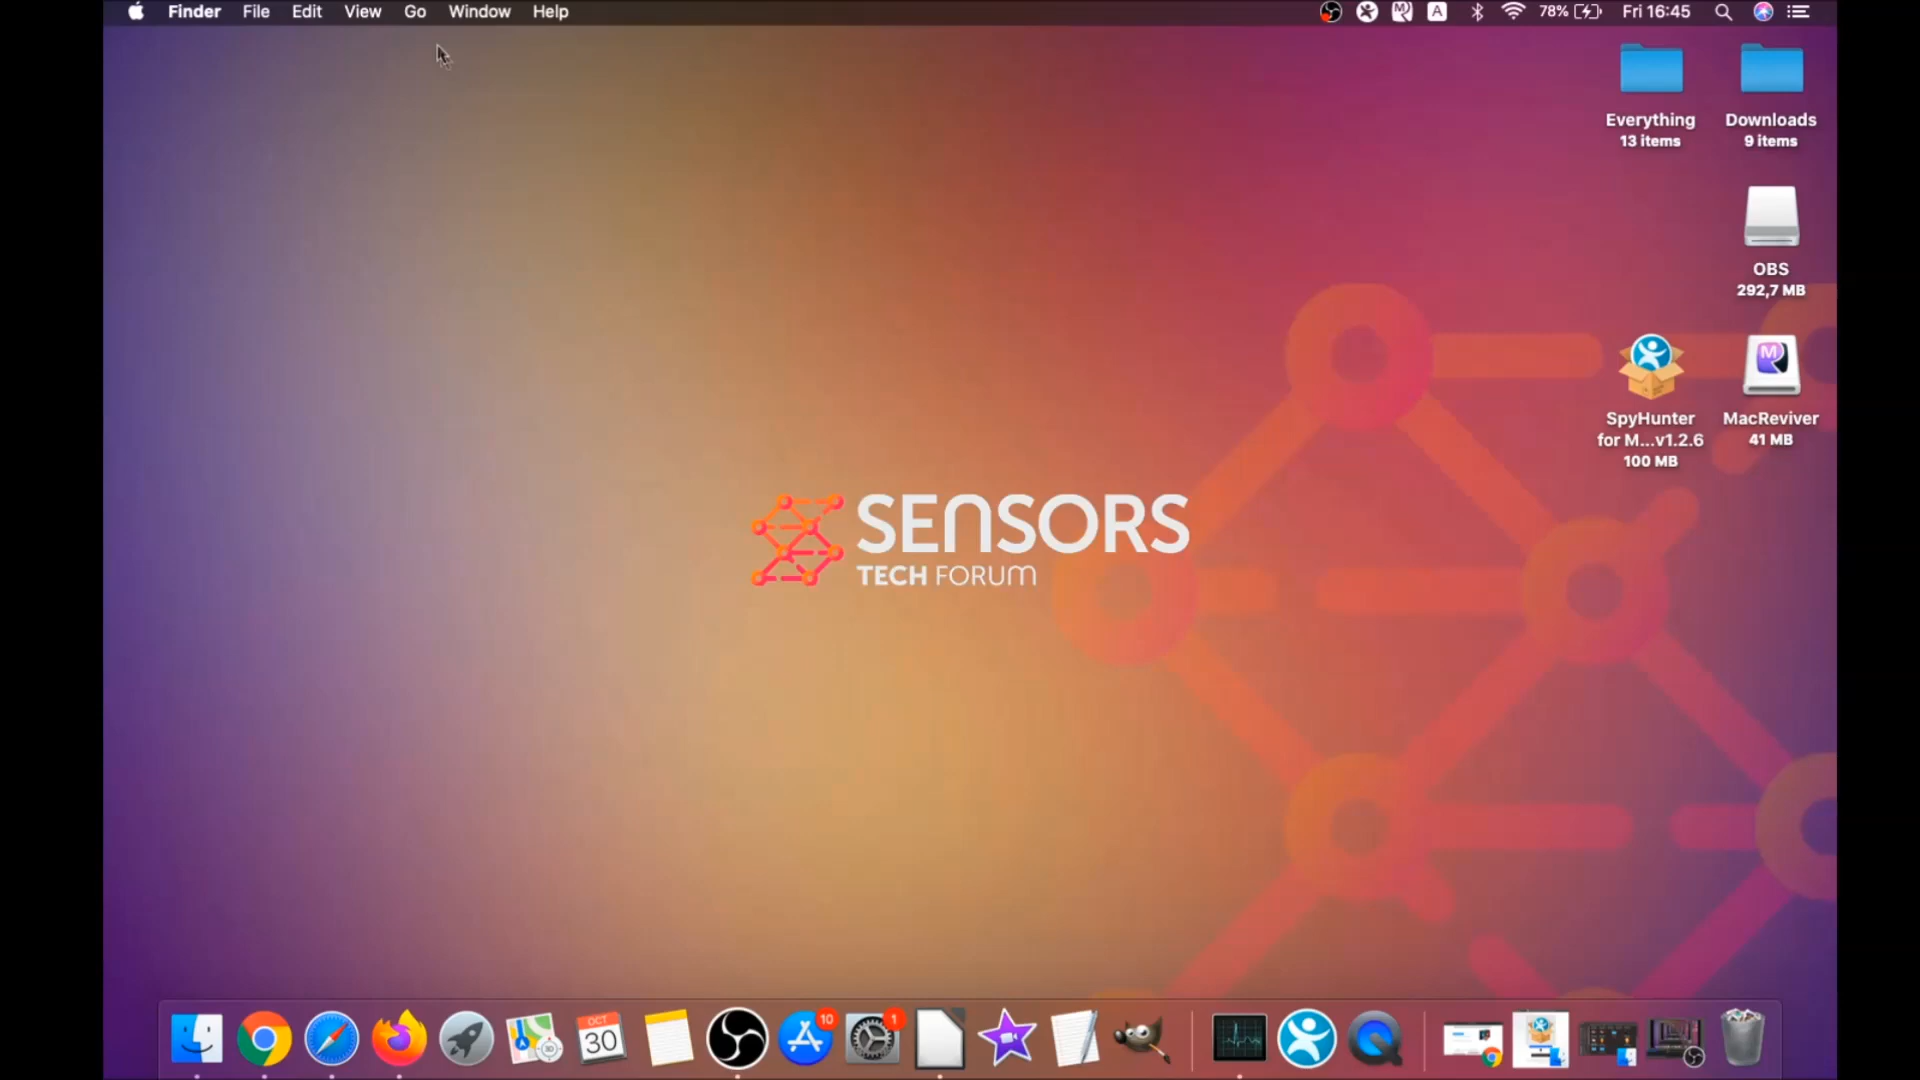 Finder File Edit View Go Window Help
A 78% Fri 16:45
Everything
13 items
Downloads
9 items
OBS
292,7 MB
SpyHunter
for M...v1.2.6
100 MB
MacReviver
41 MB
SENSORS
TECH FORUM
OCT
30
10
1